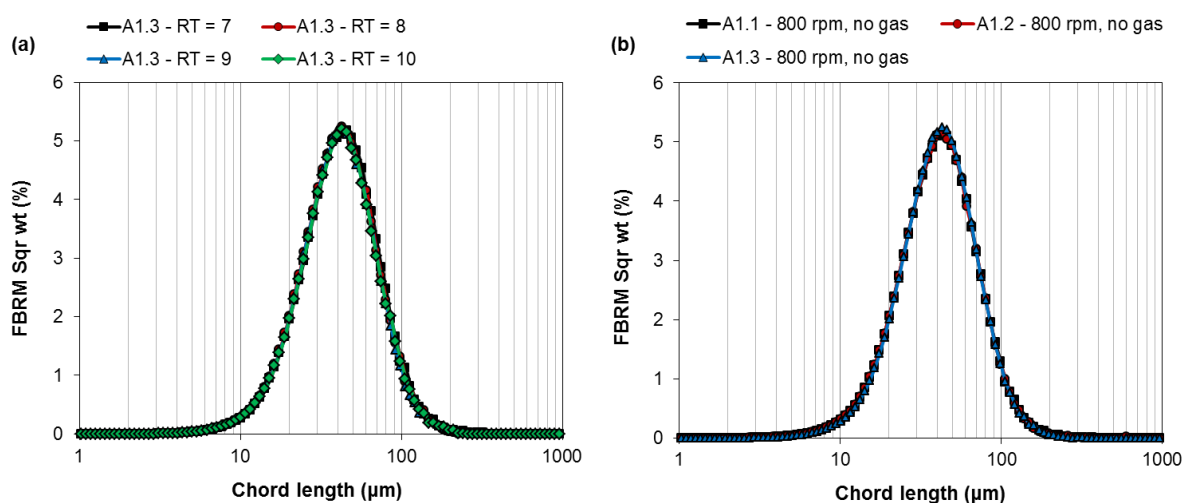 (a)
A1.3 - RT = 7
A1.3 - RT = 8
A1.3 - RT = 9
A1.3 - RT = 10
FBRM Sqr wt (%)
6
5
4
3
2
1
0
1
10
100
1000
Chord length (µm)
(b)
A1.1 - 800 rpm, no gas
A1.2 - 800 rpm, no gas
A1.3 - 800 rpm, no gas
FBRM Sqr wt (%)
6
5
4
3
2
1
0
1
10
100
1000
Chord length (µm)